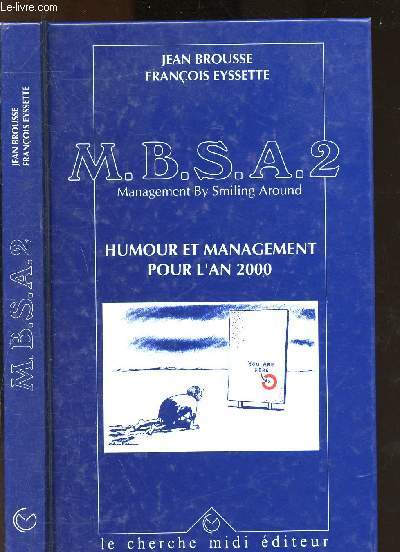 le-livre
JEAN BROUSSE
FRANÇOIS EYSSETTE
M.B.S.A.2
JEAN BROUSSE
FRANÇOIS EYSSETTE
M.B.S.A.2
Management By Smiling Around
HUMOUR ET MANAGEMENT
POUR L'AN 2000
YOU ARE
HERE
le cherche midi éditeur